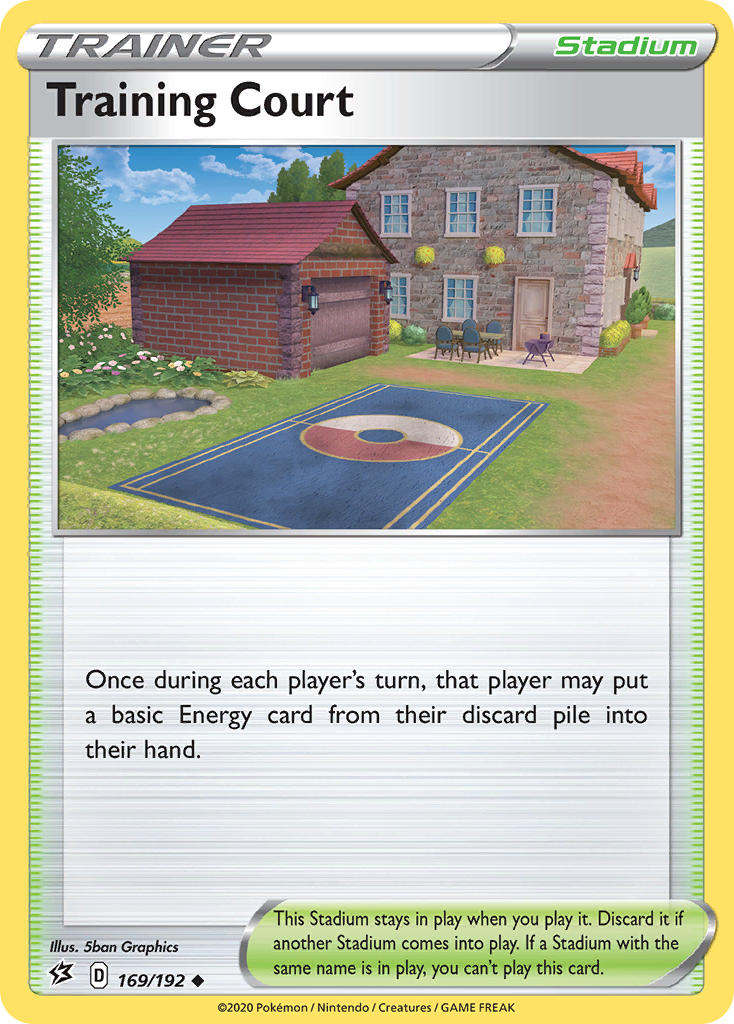 TRAINER
Stadium
Training Court
Once during each player's turn, that player may put
a basic Energy card from their discard pile into
their hand.
This Stadium stays in play when you play it. Discard it if
another Stadium comes into play. If a Stadium with the
same name is in play, you can't play this card.
Illus. 5ban Graphics
D 169/192
©2020 Pokémon / Nintendo / Creatures / GAME FREAK